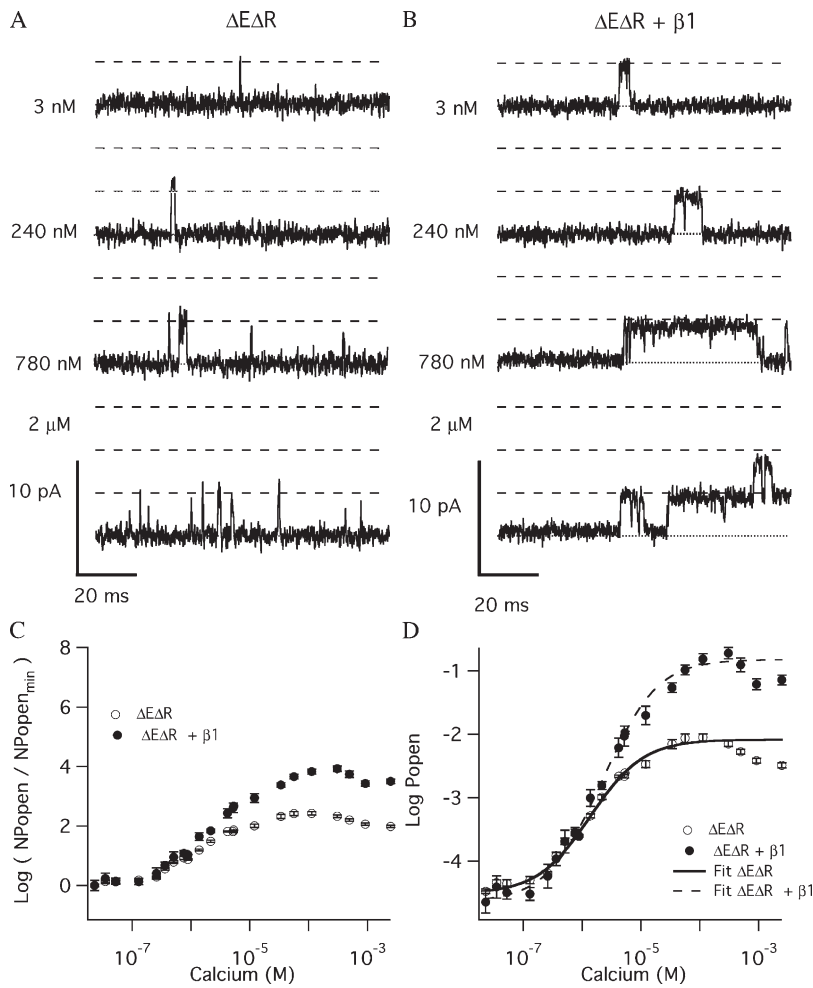 A
ΔEΔR
3 nM
240 nM
780 nM
2 μM
10 pA
20 ms
B
ΔEΔR + β1
3 nM
240 nM
780 nM
2 μM
10 pA
20 ms
C
Log ( NPopen / NPopenmin )
8
6
4
2
0
ΔEΔR
ΔEΔR + β1
10-7
10-5
10-3
Calcium (M)
D
Log Popen
-1
-2
-3
-4
ΔEΔR
ΔEΔR + β1
Fit ΔEΔR
Fit ΔEΔR + β1
10-7
10-5
10-3
Calcium (M)